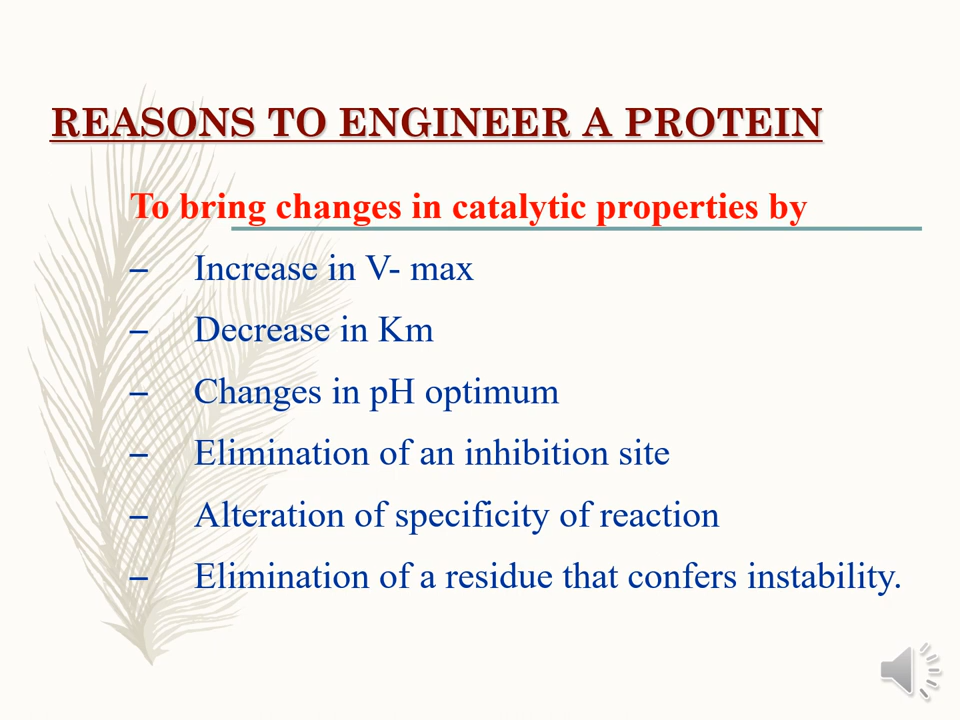 REASONS TO ENGINEER A PROTEIN
To bring changes in catalytic properties by
– Increase in V- max
– Decrease in Km
– Changes in pH optimum
– Elimination of an inhibition site
– Alteration of specificity of reaction
– Elimination of a residue that confers instability.